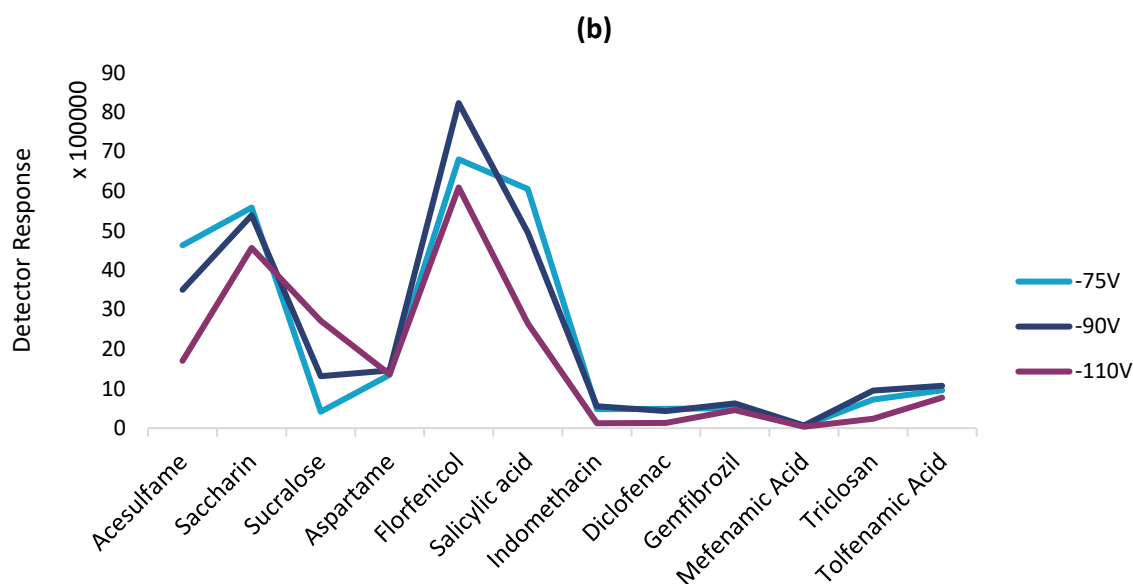 (b)
Detector Response
x 100000
90
80
70
60
50
40
30
20
10
0
Acesulfame
Saccharin
Sucralose
Aspartame
Florfenicol
Salicylic acid
Indomethacin
Diclofenac
Gemfibrozil
Mefenamic Acid
Triclosan
Tolfenamic Acid
-75V
-90V
-110V